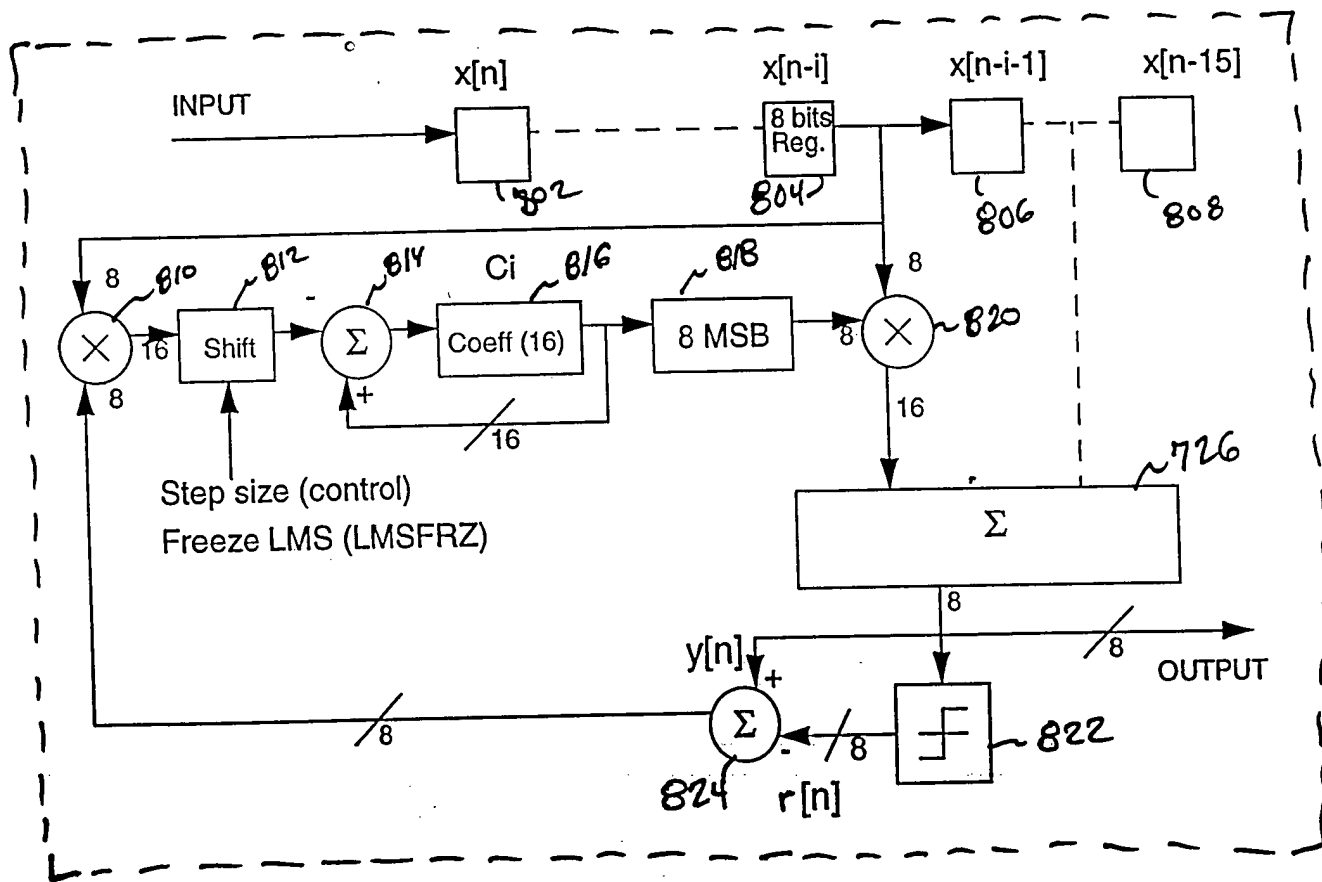 x[n] x[n-i] x[n-i-1] x[n-15]
INPUT
8 bits
Reg.
802 804 806 808
8 810 812 - 814 Ci 816 818 8
× 16 Shift Σ Coeff (16) 8 MSB 8 × 820
8 + 16
16
Step size (control)
Freeze LMS (LMSFRZ)
726
Σ
8
y[n] + 8 OUTPUT
8 Σ - 8 822
824 r[n]